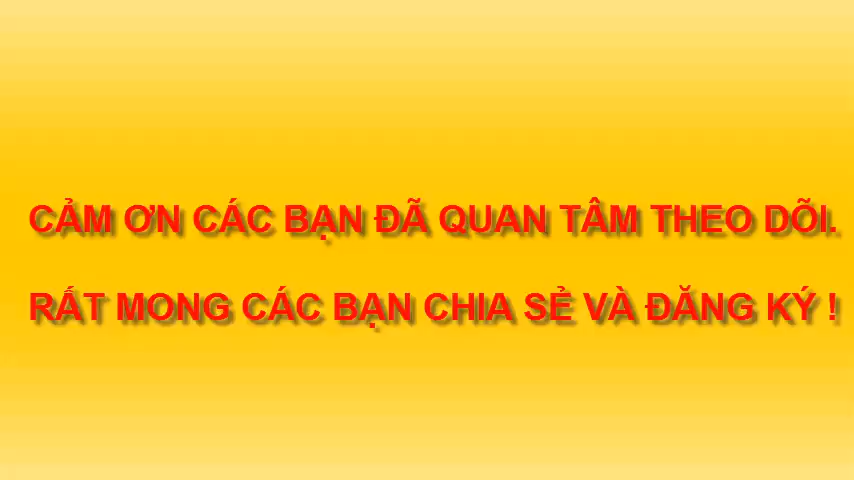 CẢM ƠN CÁC BẠN ĐÃ QUAN TÂM THEO DÕI.
RẤT MONG CÁC BẠN CHIA SẺ VÀ ĐĂNG KÝ !